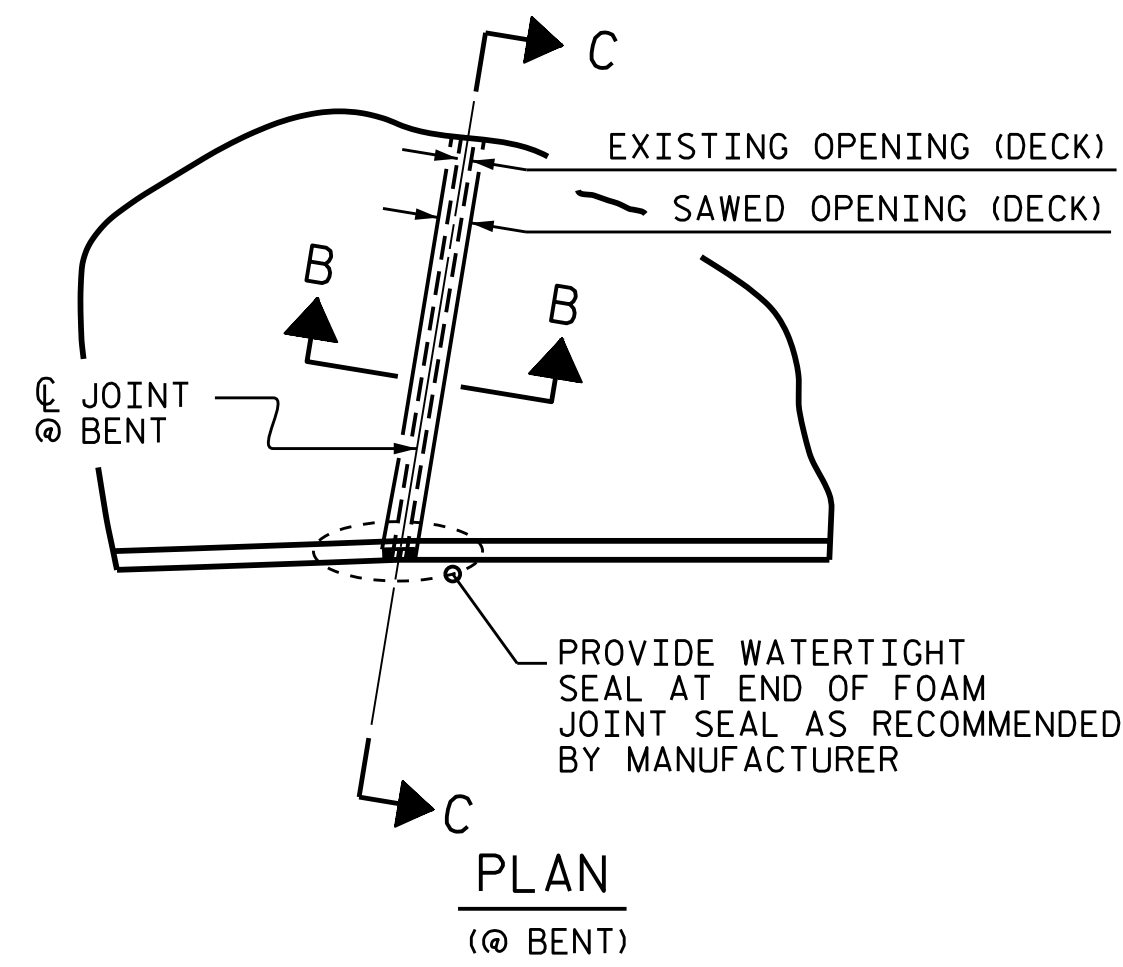 C
EXISTING OPENING (DECK)
SAWED OPENING (DECK)
B
B
℄ JOINT
@ BENT
PROVIDE WATERTIGHT
SEAL AT END OF FOAM
JOINT SEAL AS RECOMMENDED
BY MANUFACTURER
C
PLAN
(@ BENT)